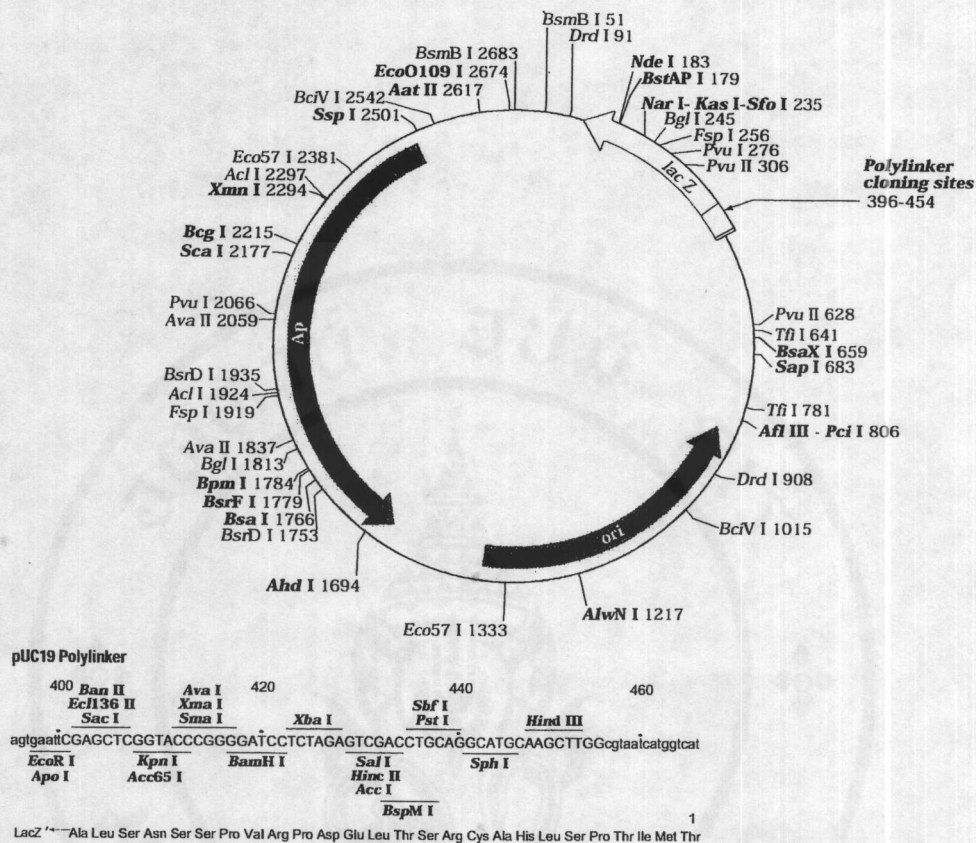 BsmB I 51
Drd I 91
BsmB I 2683
EcoO109 I 2674
Aat II 2617
BciV I 2542
Ssp I 2501
Eco57 I 2381
Acl I 2297
Xmn I 2294
Bcg I 2215
Sca I 2177
Pvu I 2066
Ava II 2059
BsrD I 1935
Acl I 1924
Fsp I 1919
Ava II 1837
Bgl I 1813
Bpm I 1784
BsrF I 1779
Bsa I 1766
BsrD I 1753
Ahd I 1694
Nde I 183
BstAP I 179
Nar I- Kas I-Sfo I 235
Bgl I 245
Fsp I 256
Pvu I 276
Pvu II 306
lac Z
Polylinker
cloning sites
396-454
Pvu II 628
Tfi I 641
BsaX I 659
Sap I 683
Tfi I 781
Afl III - Pci I 806
Drd I 908
BciV I 1015
AlwN I 1217
Eco57 I 1333
Ap
ori
pUC19 Polylinker
400 420 440 460
Ban II Ava I Sbf I
Ecl136 II Xma I Pst I
Sac I Sma I Xba I Hind III
agtgaattCGAGCTCGGTACCCGGGGATCCTCTAGAGTCGACCTGCAGGCATGCAAGCTTGGcgtaatcatggtcat
EcoR I Kpn I BamH I Sal I Sph I
Apo I Acc65 I Hinc II
Acc I
BspM I
1
LacZ Ala Leu Ser Asn Ser Ser Pro Val Arg Pro Asp Glu Leu Thr Ser Arg Cys Ala His Leu Ser Pro Thr Ile Met Thr